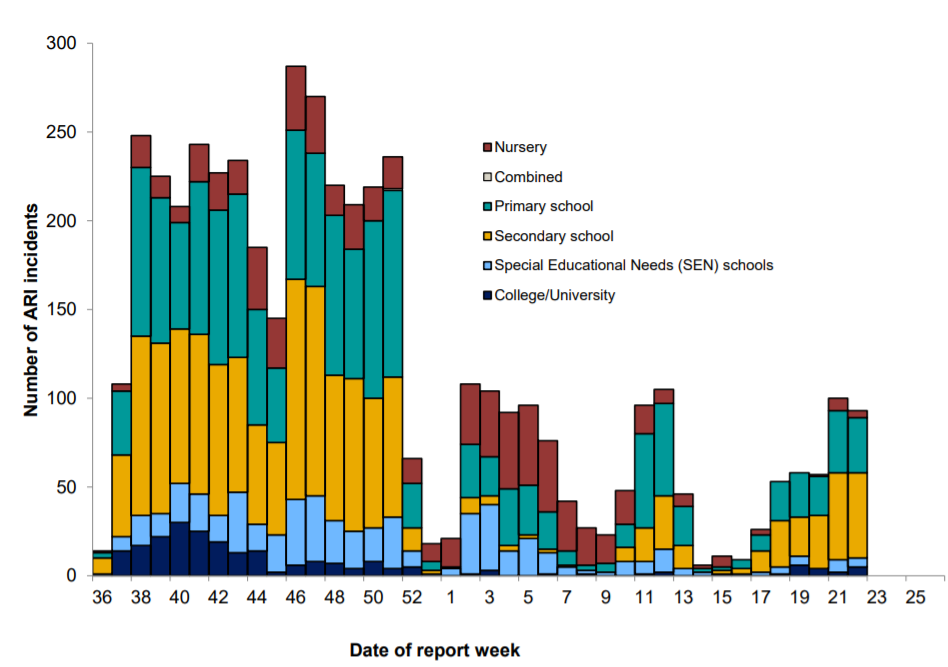 300
250
200
150
100
50
0
Number of ARI incidents
Nursery
Combined
Primary school
Secondary school
Special Educational Needs (SEN) schools
College/University
36 38 40 42 44 46 48 50 52 1 3 5 7 9 11 13 15 17 19 21 23 25
Date of report week